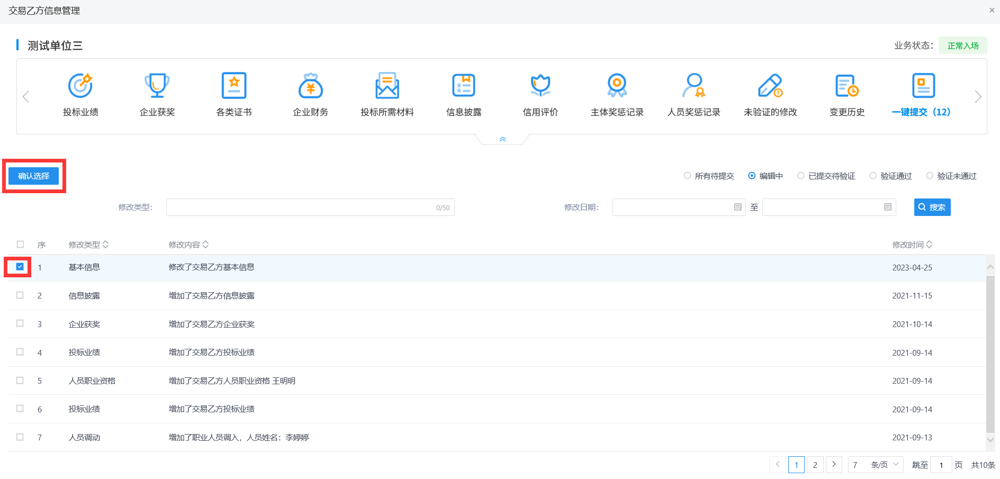 交易乙方信息管理
×
测试单位三
业务状态： 正常入场
投标业绩 企业获奖 各类证书 企业财务 投标所需材料 信息披露 信用评价 主体奖惩记录 人员奖惩记录 未验证的修改 变更历史 一键提交（12）
确认选择
所有待提交 编辑中 已提交待验证 验证通过 验证未通过
修改类型： 0/50 修改日期： 至 搜索
序 修改类型 修改内容 修改时间
1 基本信息 修改了交易乙方基本信息 2023-04-25
2 信息披露 增加了交易乙方信息披露 2021-11-15
3 企业获奖 增加了交易乙方企业获奖 2021-10-14
4 投标业绩 增加了交易乙方投标业绩 2021-09-14
5 人员职业资格 增加了交易乙方人员职业资格 王明明 2021-09-14
6 投标业绩 增加了交易乙方投标业绩 2021-09-14
7 人员调动 增加了职业人员调入，人员姓名：李婷婷 2021-09-13
1 2 7 条/页 跳至 1 页 共10条